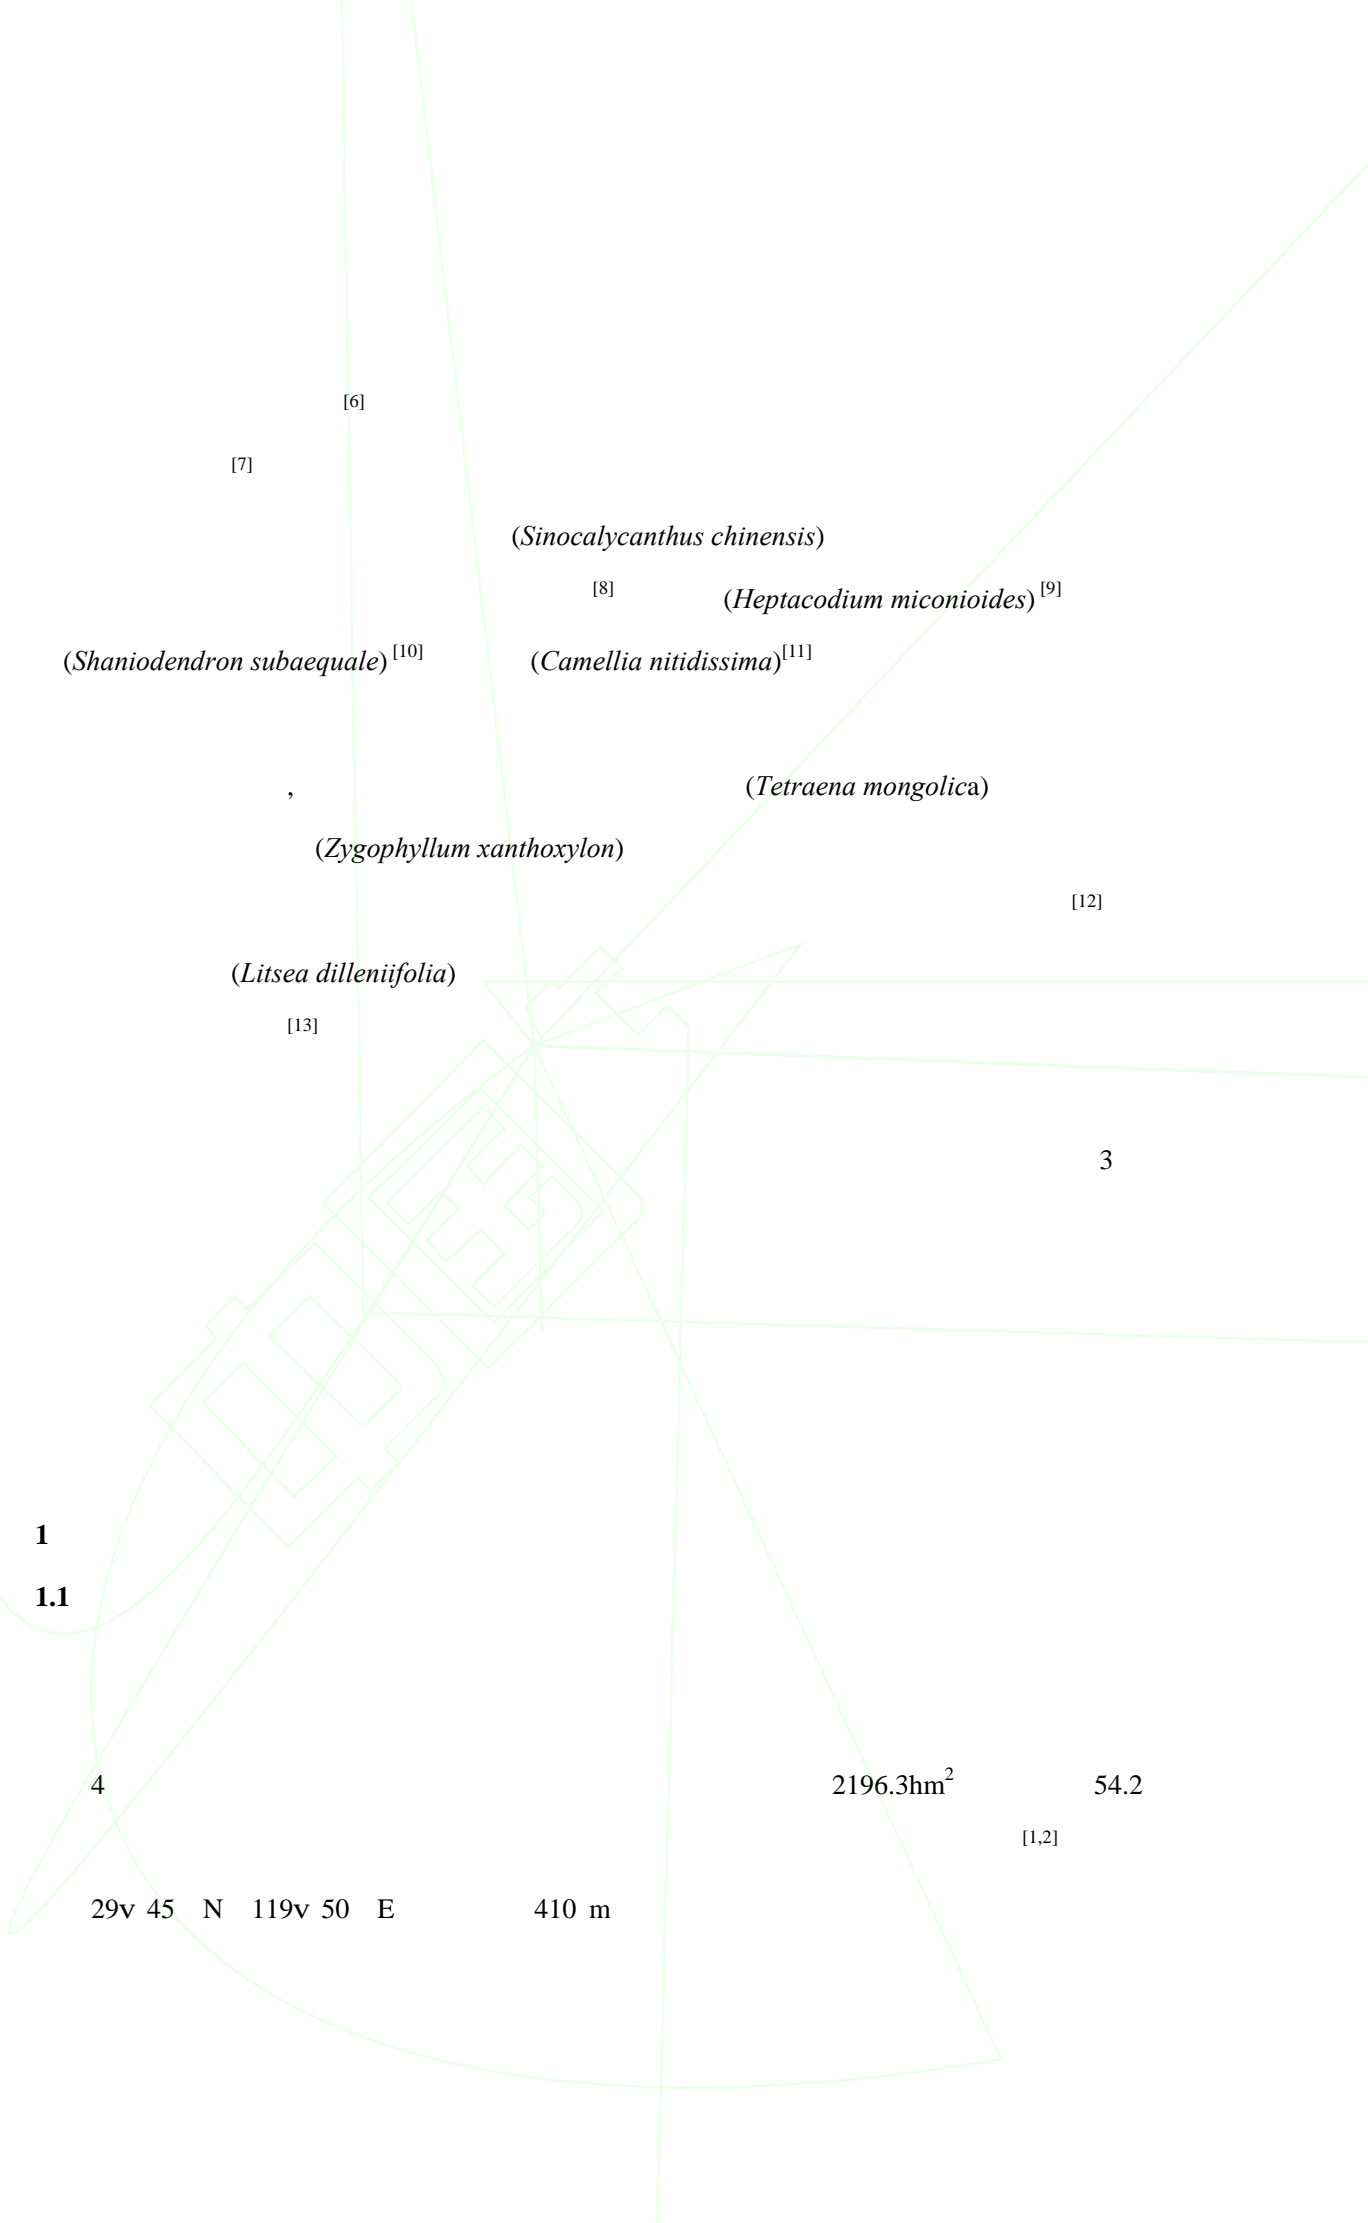 [6]
[7]
(Sinocalycanthus chinensis)
[8] (Heptacodium miconioides) [9]
(Shaniodendron subaequale) [10] (Camellia nitidissima)[11]
, (Tetraena mongolica)
(Zygophyllum xanthoxylon)
[12]
(Litsea dilleniifolia)
[13]
3
1
1.1
4 2196.3hm2 54.2
[1,2]
29v 45 N 119v 50 E 410 m